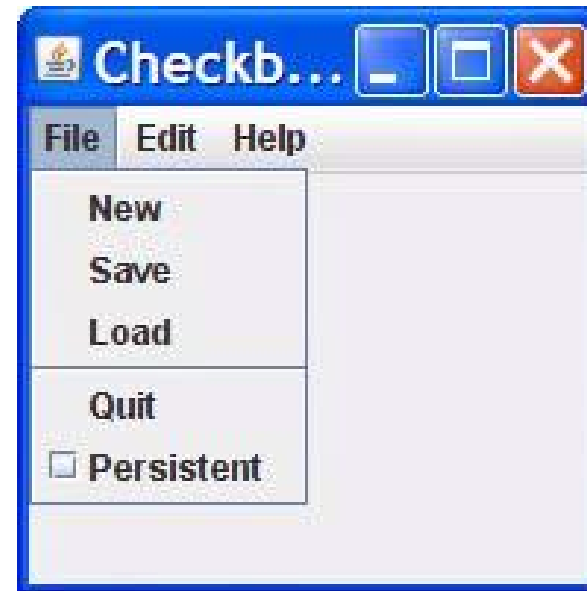 Checkb...
File Edit Help
New
Save
Load
Quit
Persistent